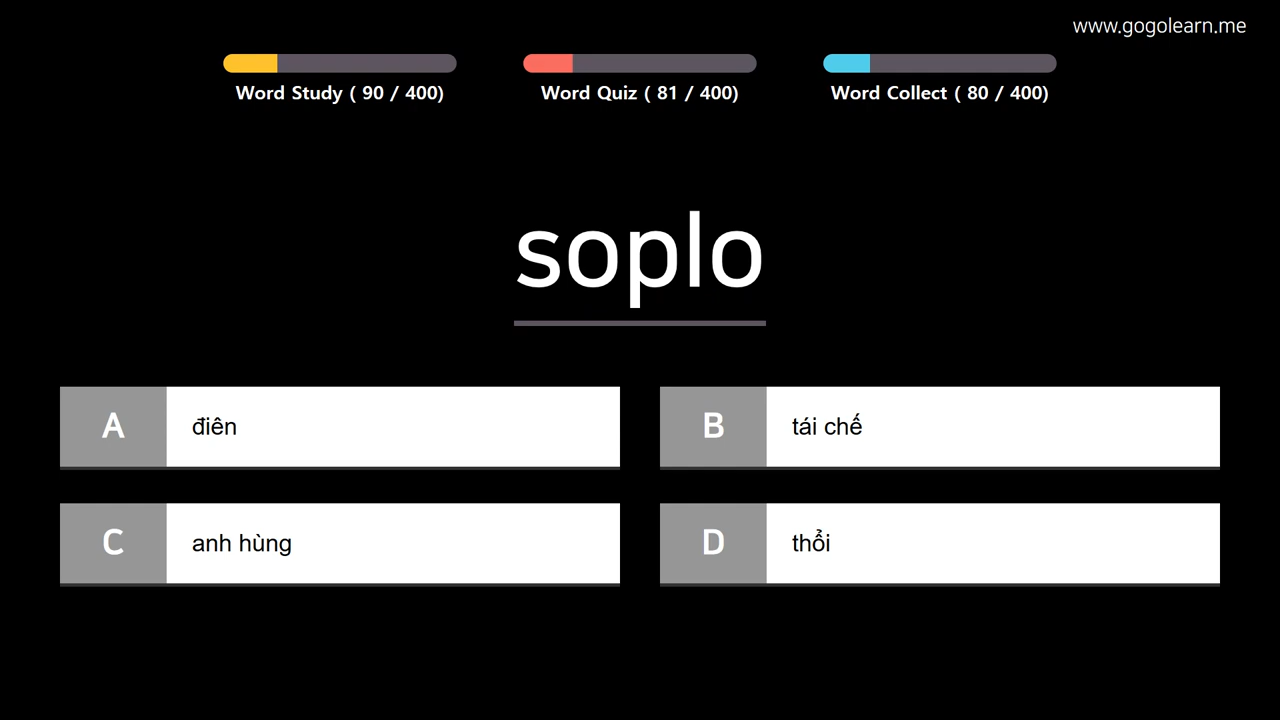 www.gogolearn.me
Word Study ( 90 / 400)
Word Quiz ( 81 / 400)
Word Collect ( 80 / 400)
soplo
A điên
B tái chế
C anh hùng
D thổi